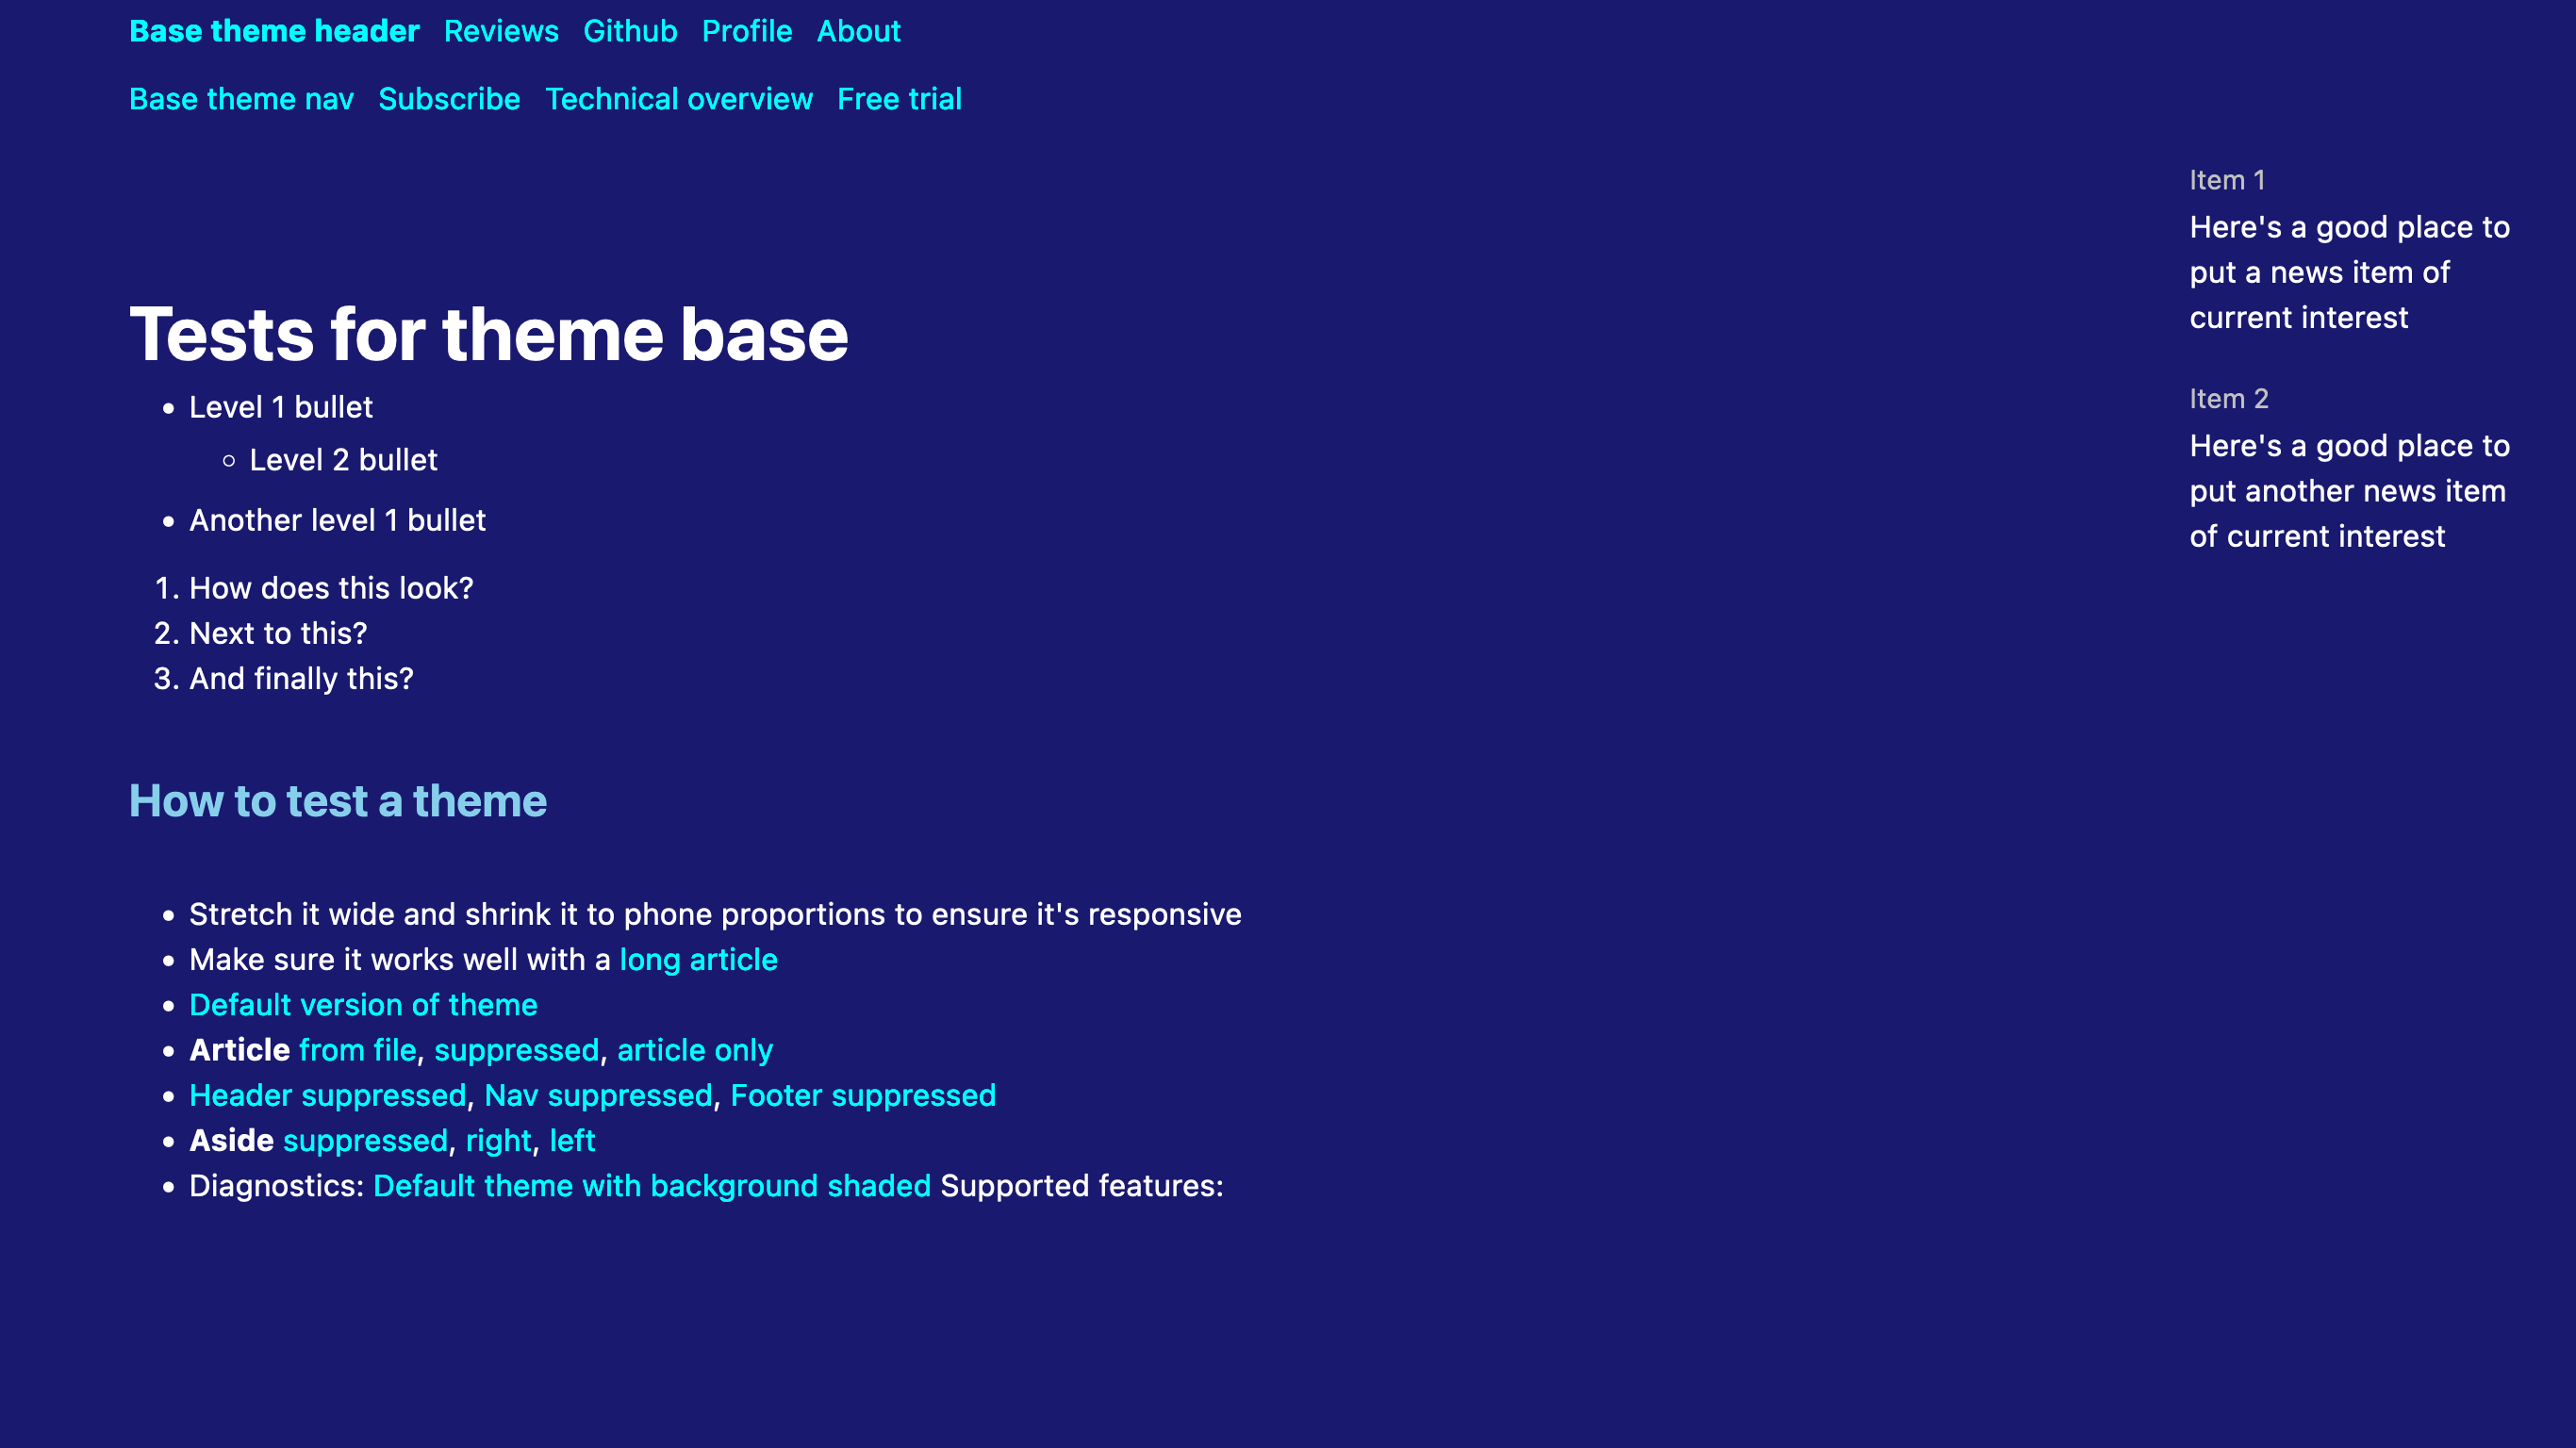 Base theme header Reviews Github Profile About
Base theme nav Subscribe Technical overview Free trial
Tests for theme base
• Level 1 bullet
◦ Level 2 bullet
• Another level 1 bullet
1. How does this look?
2. Next to this?
3. And finally this?
How to test a theme
• Stretch it wide and shrink it to phone proportions to ensure it's responsive
• Make sure it works well with a long article
• Default version of theme
• Article from file, suppressed, article only
• Header suppressed, Nav suppressed, Footer suppressed
• Aside suppressed, right, left
• Diagnostics: Default theme with background shaded Supported features:
Item 1
Here's a good place to
put a news item of
current interest
Item 2
Here's a good place to
put another news item
of current interest